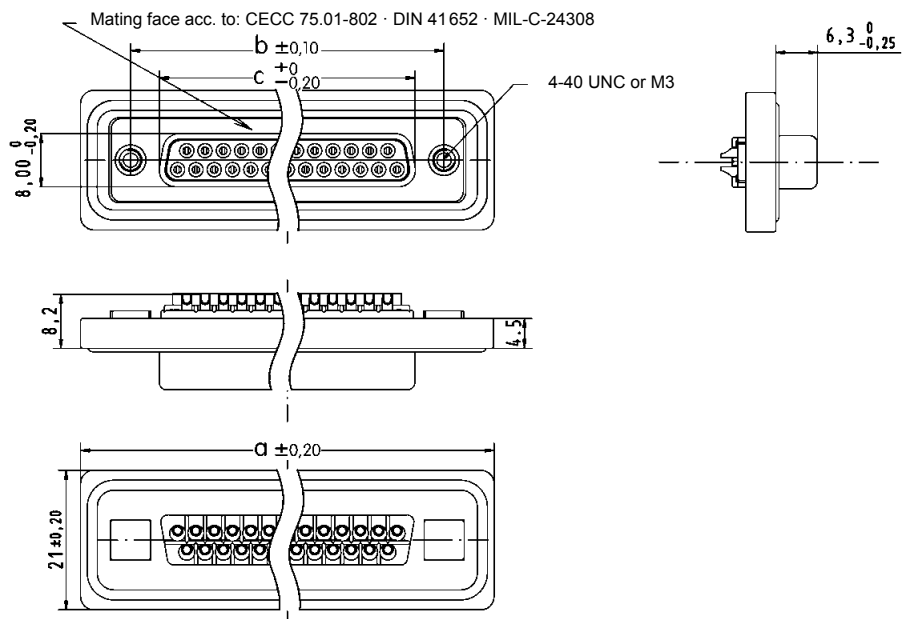 Mating face acc. to: CECC 75.01-802 · DIN 41652 · MIL-C-24308
b ±0,10
c +0 -0,20
4-40 UNC or M3
6,3 0 -0,25
8,00 0 -0,20
8,2
4.5
a ±0,20
21±0,20